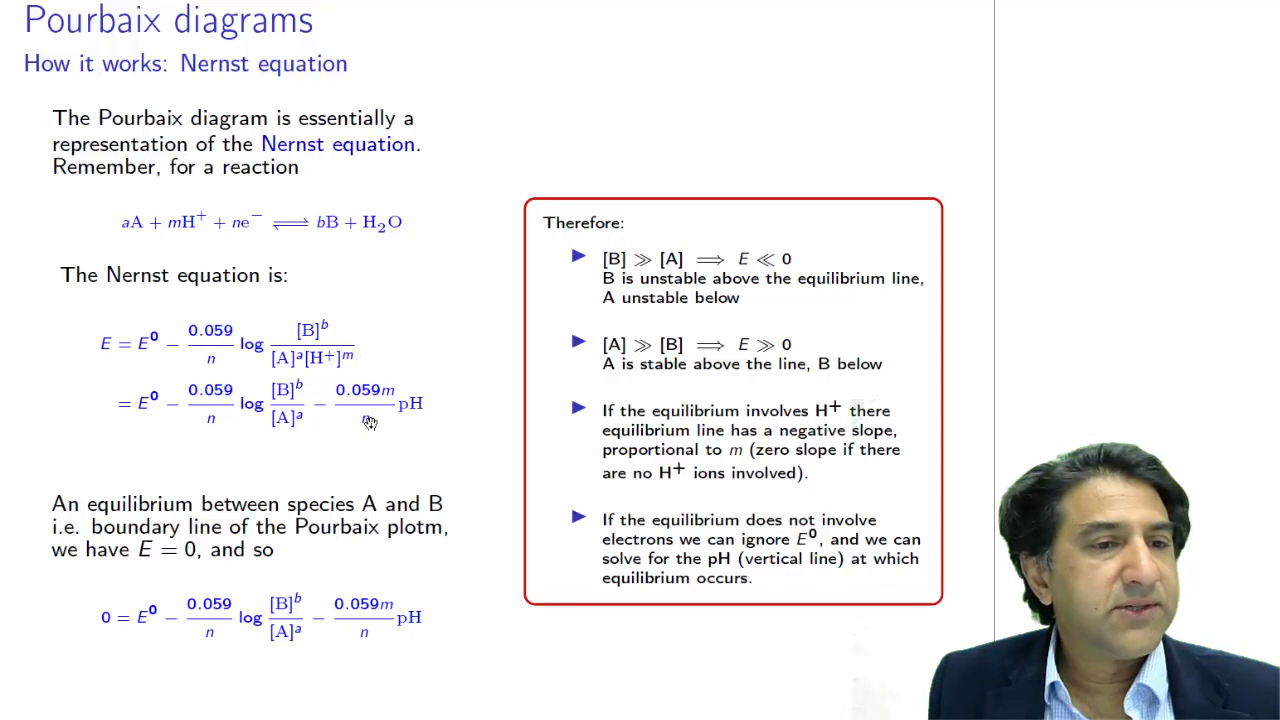 Pourbaix diagrams
How it works: Nernst equation
The Pourbaix diagram is essentially a
representation of the Nernst equation.
Remember, for a reaction
aA + mH⁺ + ne⁻ ⇌ bB + H₂O
The Nernst equation is:
E = E⁰ − 0.059/n log [B]ᵇ/[A]ᵃ[H⁺]ᵐ
= E⁰ − 0.059/n log [B]ᵇ/[A]ᵃ − 0.059m/n pH
An equilibrium between species A and B
i.e. boundary line of the Pourbaix plotm,
we have E = 0, and so
0 = E⁰ − 0.059/n log [B]ᵇ/[A]ᵃ − 0.059m/n pH
Therefore:
▶ [B] ≫ [A] ⟹ E ≪ 0
B is unstable above the equilibrium line,
A unstable below
▶ [A] ≫ [B] ⟹ E ≫ 0
A is stable above the line, B below
▶ If the equilibrium involves H⁺ there
equilibrium line has a negative slope,
proportional to m (zero slope if there
are no H⁺ ions involved).
▶ If the equilibrium does not involve
electrons we can ignore E⁰, and we can
solve for the pH (vertical line) at which
equilibrium occurs.